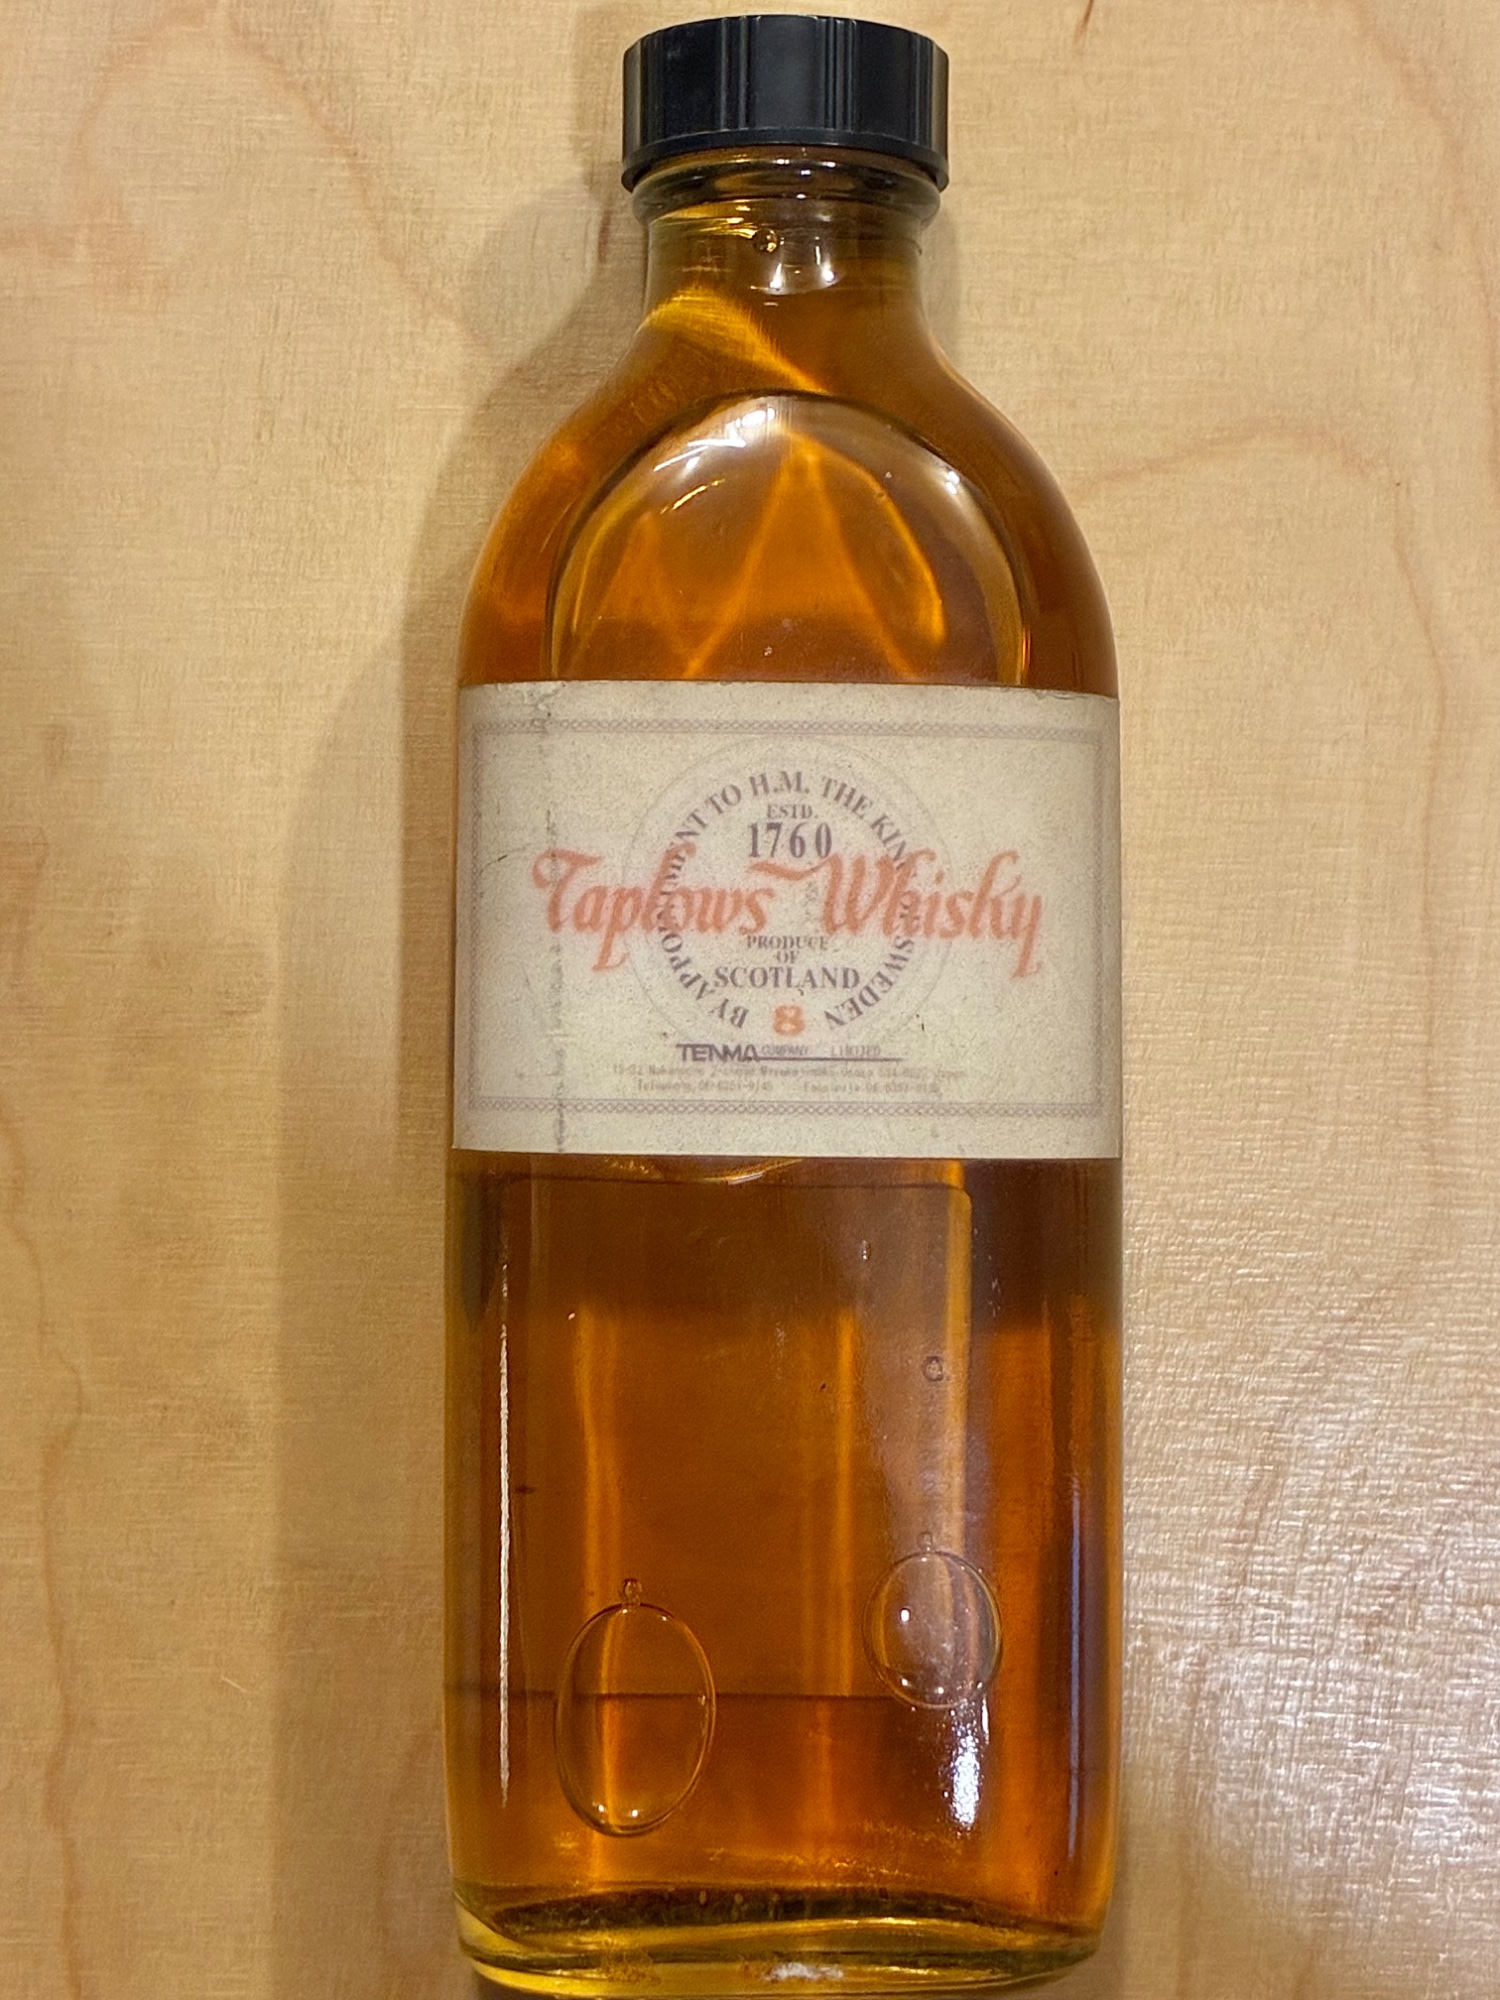 BY APPOINTMENT TO H.M. THE KING OF SWEDEN
ESTD.
1760
Taplows Whisky
PRODUCE
OF
SCOTLAND
8
TENMA COMPANY LIMITED